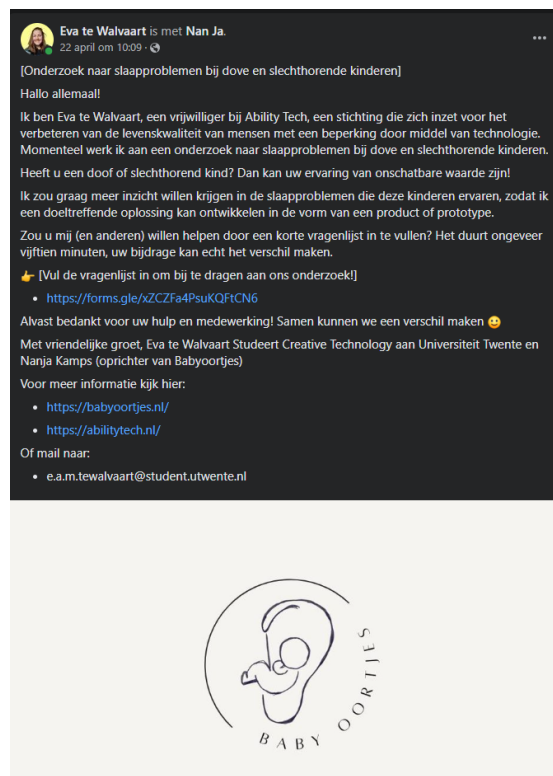 Eva te Walvaart is met Nan Ja.
22 april om 10:09 ·
[Onderzoek naar slaapproblemen bij dove en slechthorende kinderen]
Hallo allemaal!
Ik ben Eva te Walvaart, een vrijwilliger bij Ability Tech, een stichting die zich inzet voor het
verbeteren van de levenskwaliteit van mensen met een beperking door middel van technologie.
Momenteel werk ik aan een onderzoek naar slaapproblemen bij dove en slechthorende kinderen.
Heeft u een doof of slechthorend kind? Dan kan uw ervaring van onschatbare waarde zijn!
Ik zou graag meer inzicht willen krijgen in de slaapproblemen die deze kinderen ervaren, zodat ik
een doeltreffende oplossing kan ontwikkelen in de vorm van een product of prototype.
Zou u mij (en anderen) willen helpen door een korte vragenlijst in te vullen? Het duurt ongeveer
vijftien minuten, uw bijdrage kan echt het verschil maken.
👉 [Vul de vragenlijst in om bij te dragen aan ons onderzoek!]
• https://forms.gle/xZCZFa4PsuKQFtCN6
Alvast bedankt voor uw hulp en medewerking! Samen kunnen we een verschil maken 😀
Met vriendelijke groet, Eva te Walvaart Studeert Creative Technology aan Universiteit Twente en
Nanja Kamps (oprichter van Babyoortjes)
Voor meer informatie kijk hier:
• https://babyoortjes.nl/
• https://abilitytech.nl/
Of mail naar:
• e.a.m.tewalvaart@student.utwente.nl
BABY OORTJES